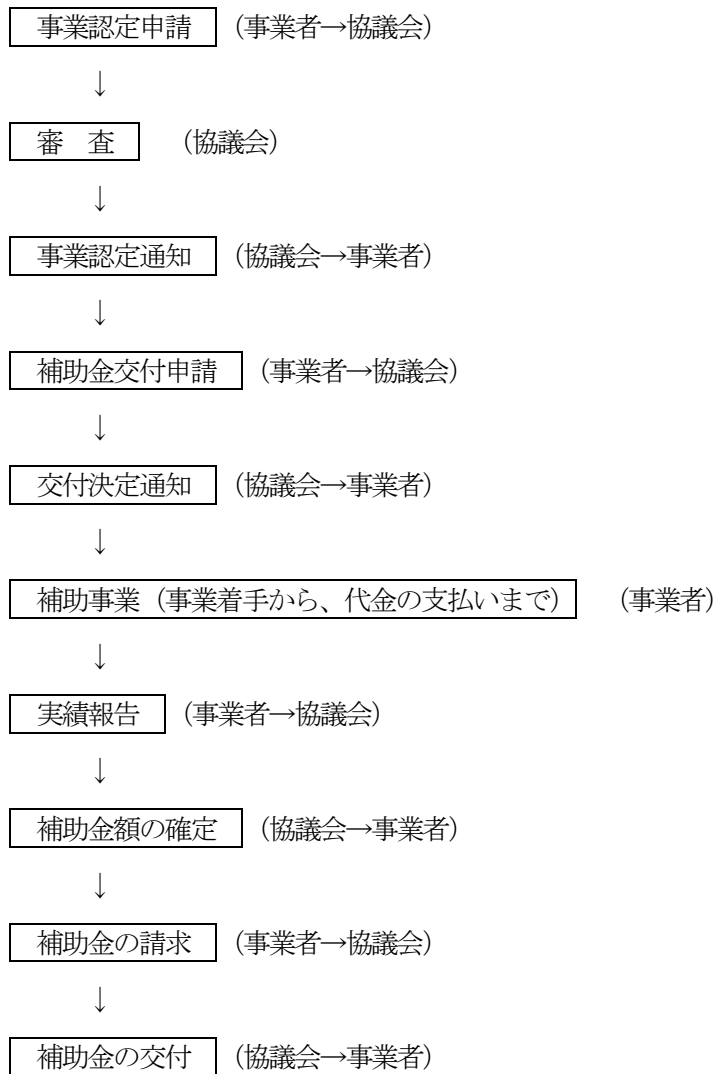 事業認定申請 （事業者→協議会）
↓
審　査 （協議会）
↓
事業認定通知 （協議会→事業者）
↓
補助金交付申請 （事業者→協議会）
↓
交付決定通知 （協議会→事業者）
↓
補助事業（事業着手から、代金の支払いまで） （事業者）
↓
実績報告 （事業者→協議会）
↓
補助金額の確定 （協議会→事業者）
↓
補助金の請求 （事業者→協議会）
↓
補助金の交付 （協議会→事業者）